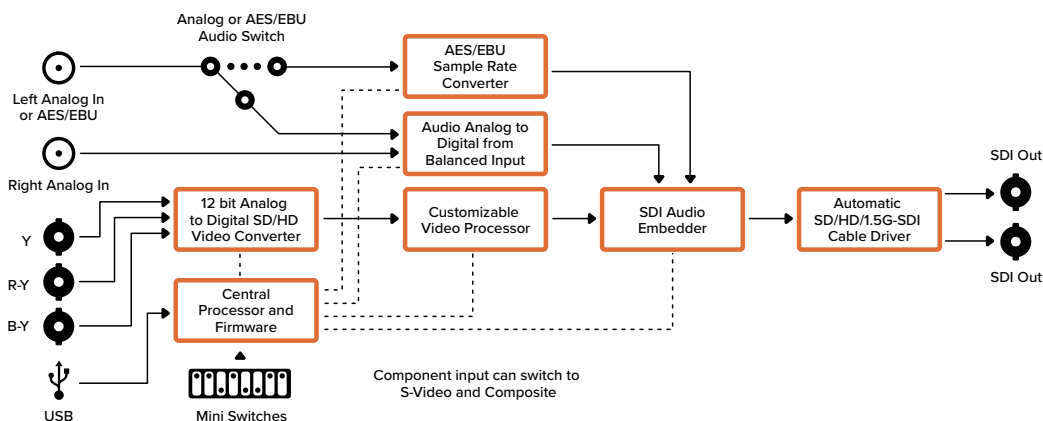 Analog or AES/EBU
Audio Switch
Left Analog In
or AES/EBU
Right Analog In
AES/EBU
Sample Rate
Converter
Audio Analog to
Digital from
Balanced Input
Y
R-Y
B-Y
USB
12 bit Analog
to Digital SD/HD
Video Converter
Customizable
Video Processor
SDI Audio
Embedder
Automatic
SD/HD/1.5G-SDI
Cable Driver
SDI Out
SDI Out
Central
Processor and
Firmware
Mini Switches
Component input can switch to
S-Video and Composite